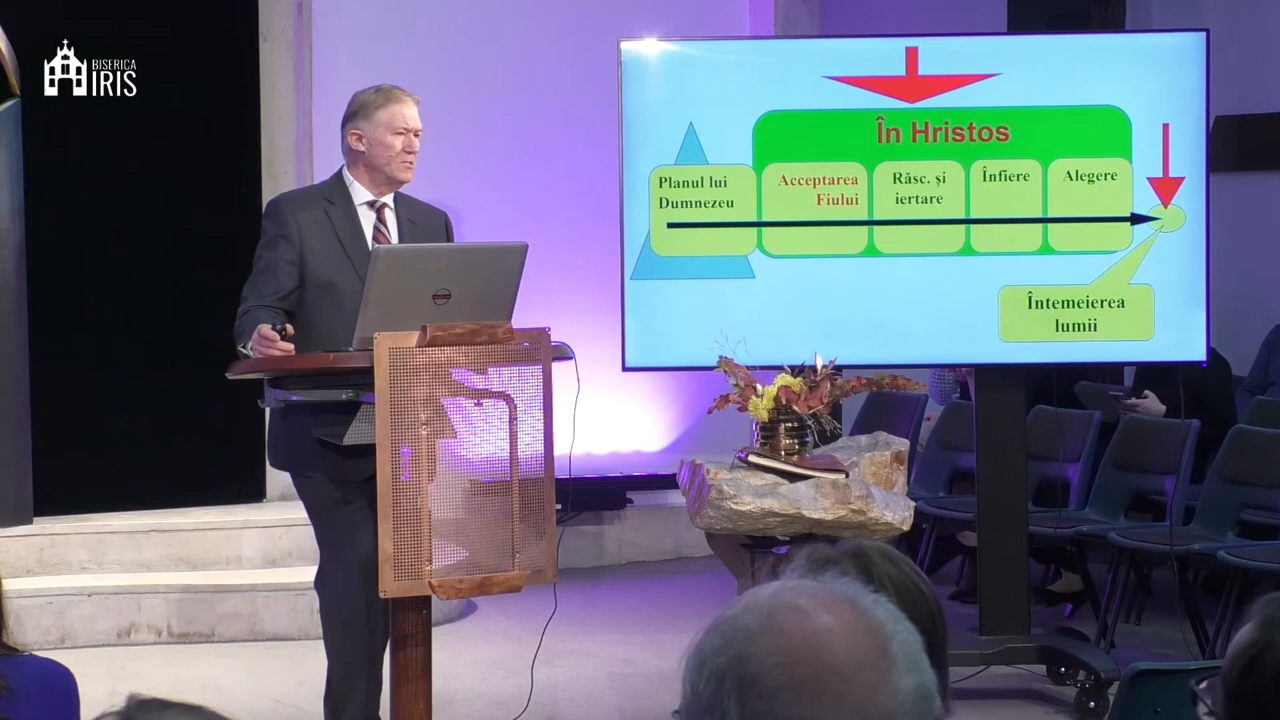 BISERICA
IRIS
În Hristos
Planul lui
Dumnezeu
Acceptarea
Fiului
Răsc. și
iertare
Înfiere
Alegere
Întemeierea
lumii